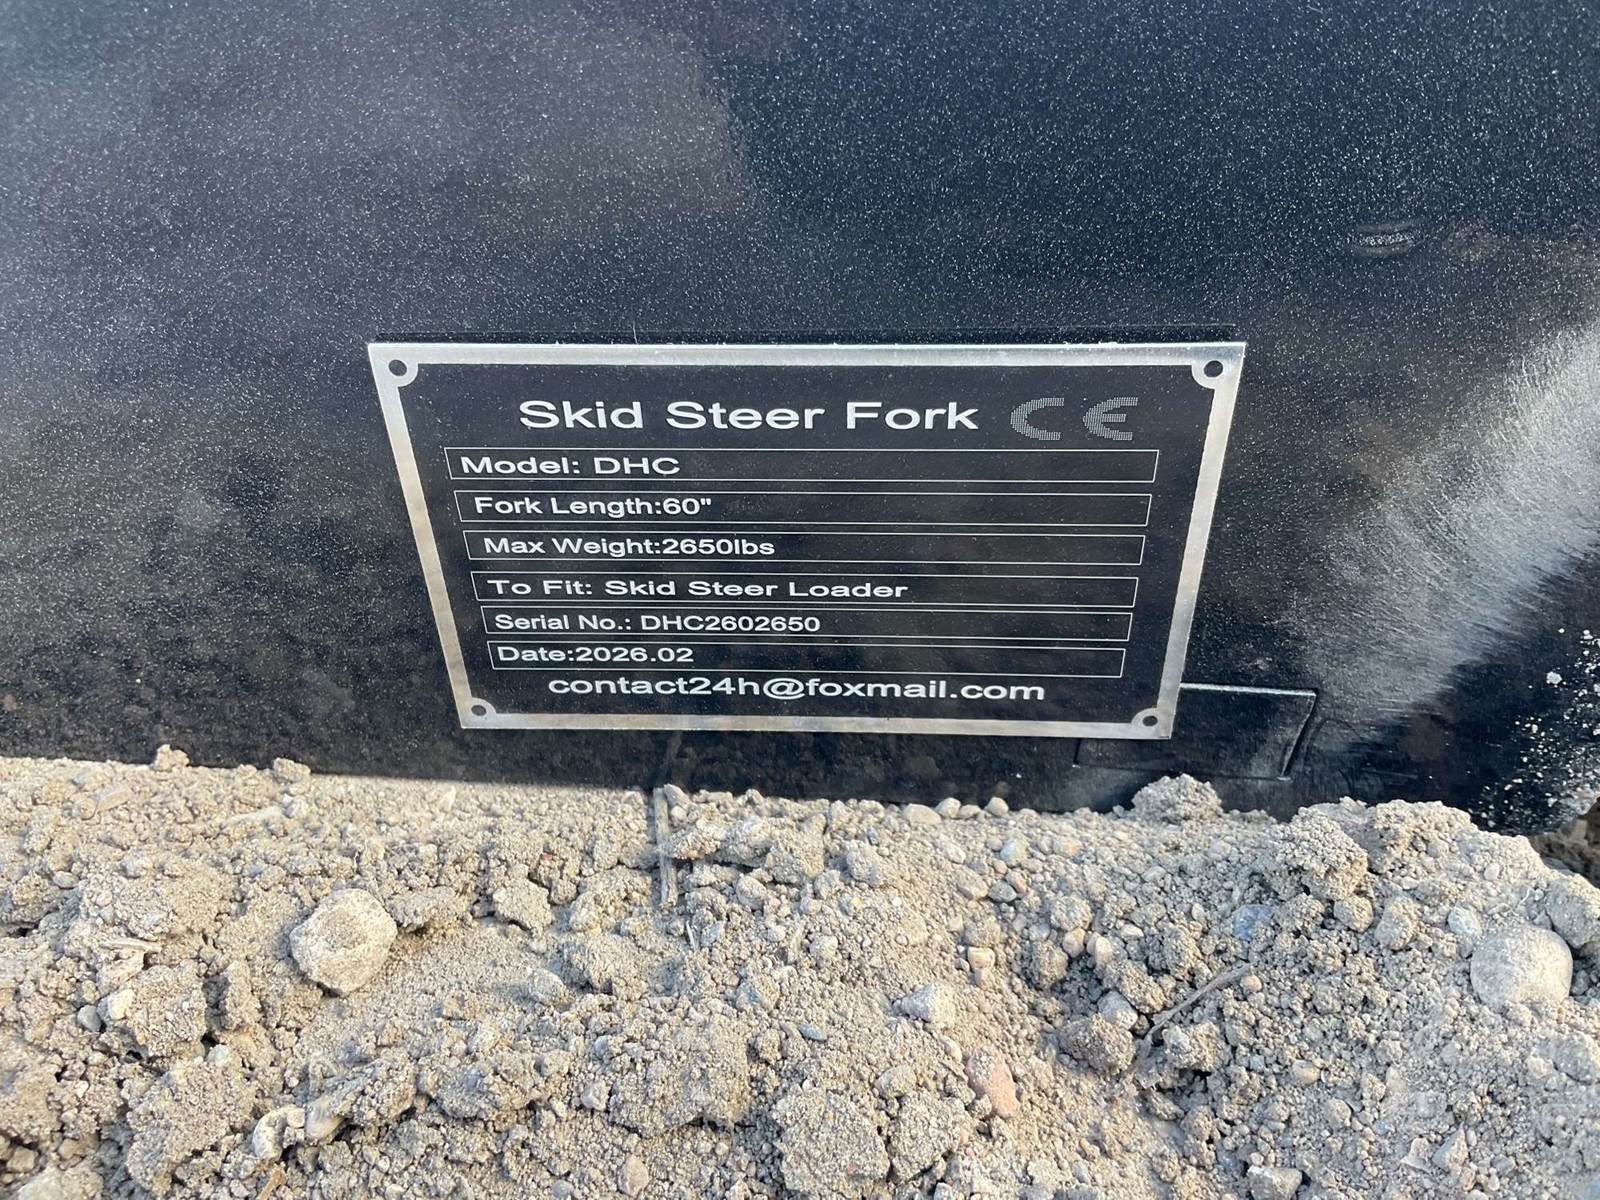 Skid Steer Fork CE
Model: DHC
Fork Length:60"
Max Weight:2650lbs
To Fit: Skid Steer Loader
Serial No.: DHC2602650
Date:2026.02
contact24h@foxmail.com